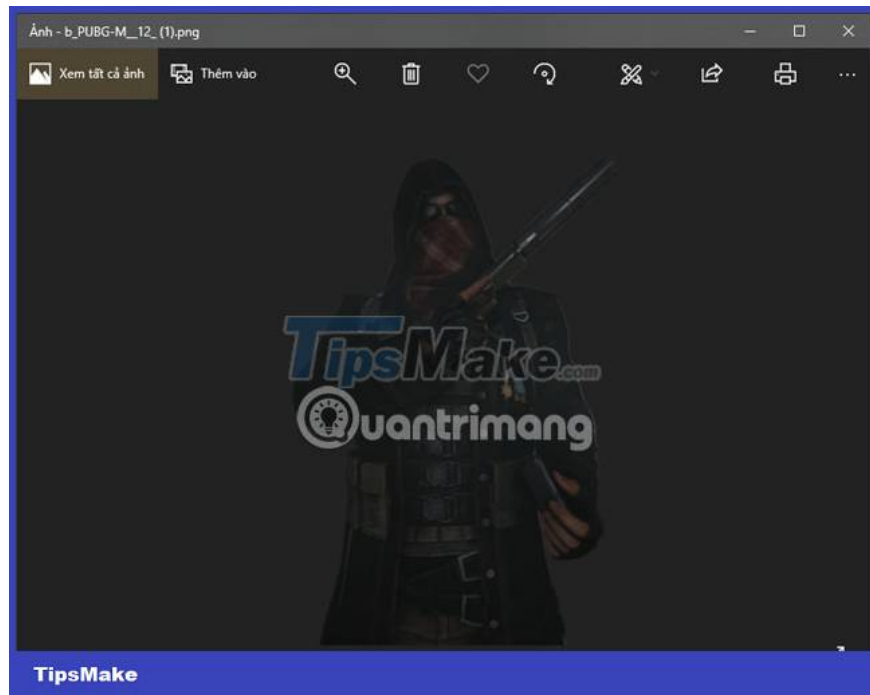 Ảnh - b_PUBG-M__12_ (1).png
Xem tất cả ảnh
Thêm vào
TipsMake.com
Quantrimang
TipsMake